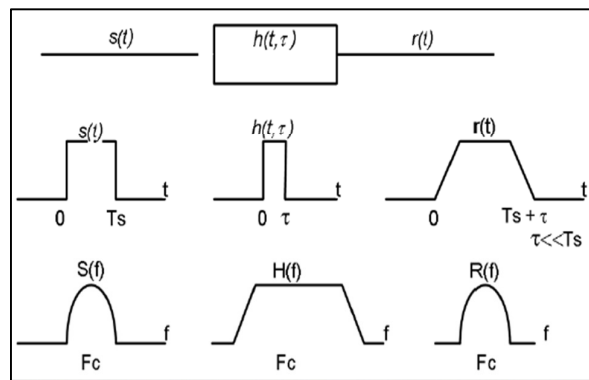 s(t) h(t,τ) r(t)
s(t) h(t,τ) r(t)
t t t
0 Ts 0 τ 0 Ts + τ
τ<<Ts
S(f) H(f) R(f)
f f f
Fc Fc Fc